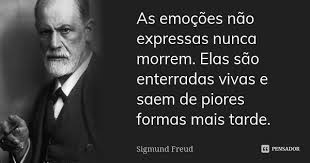 As emoções não
expressas nunca
morrem. Elas são
enterradas vivas e
saem de piores
formas mais tarde.
Sigmund Freud
PENSADOR